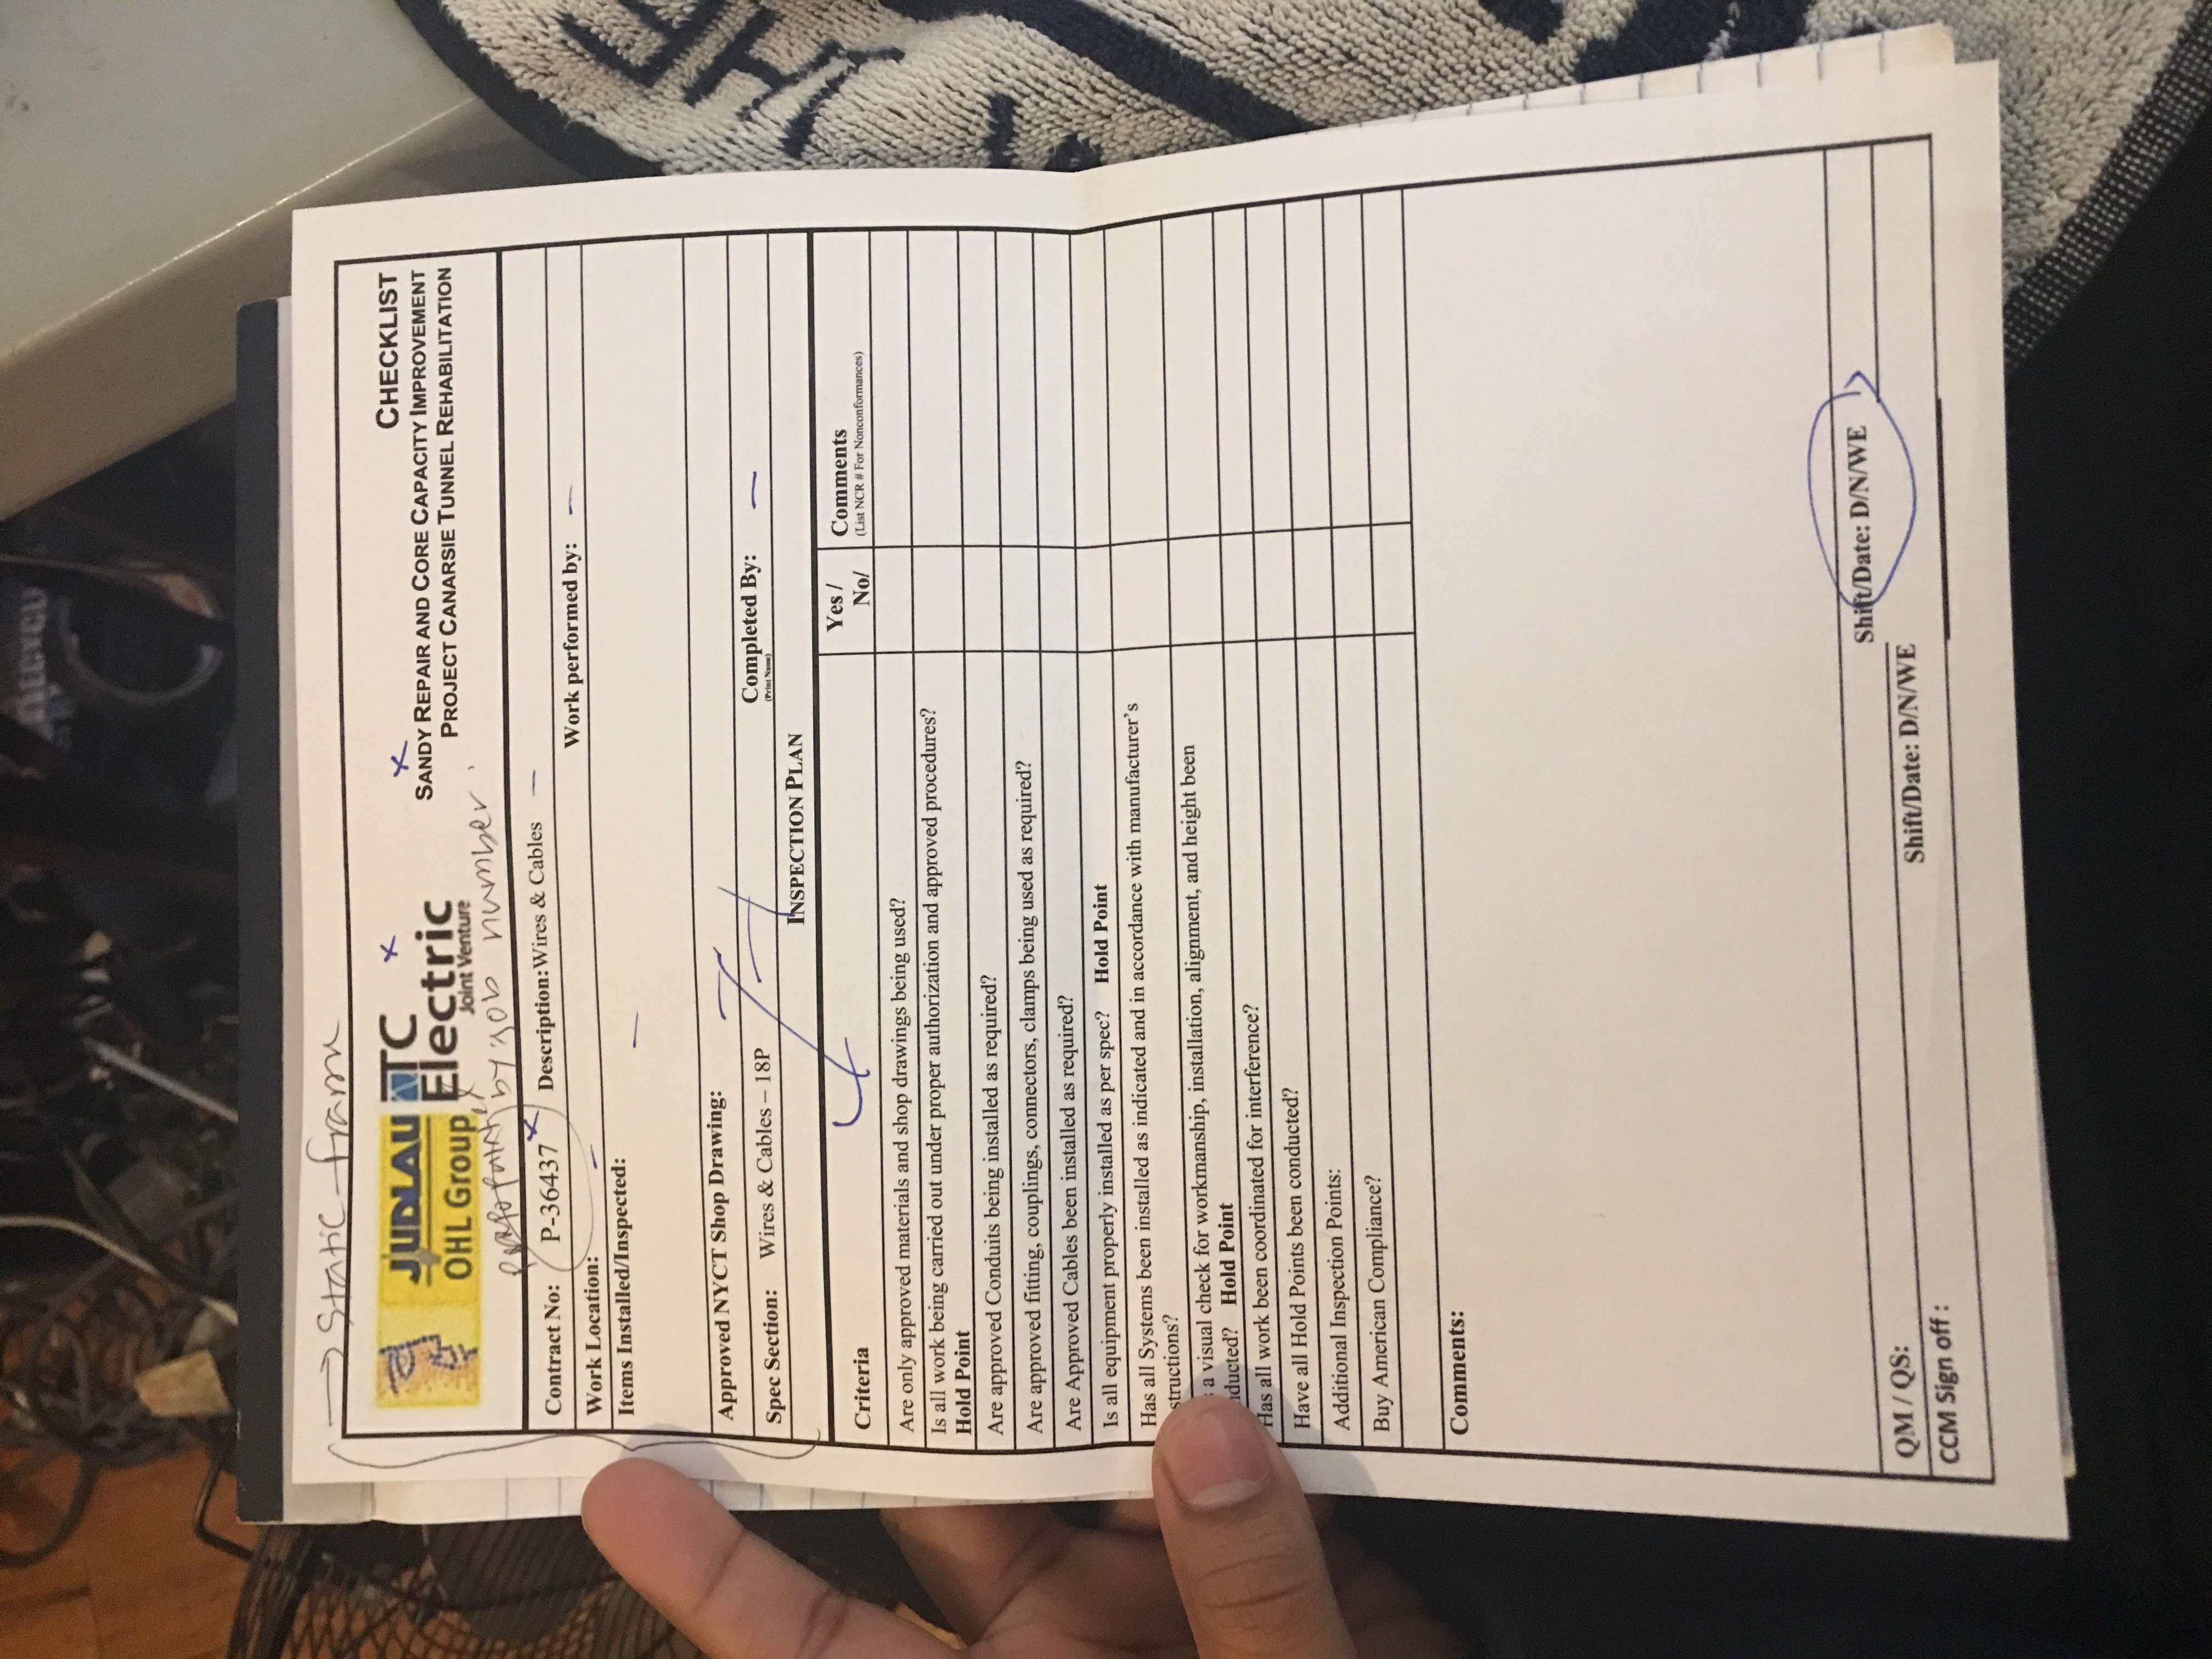 RECYCL
→ Static frame
JUDLAU
OHL Group
TC
Electric
Joint Venture
CHECKLIST
SANDY REPAIR AND CORE CAPACITY IMPROVEMENT
PROJECT CANARSIE TUNNEL REHABILITATION
by job number
Contract No: P-36437 Description: Wires & Cables
Work Location: Work performed by:
Items Installed/Inspected:
Approved NYCT Shop Drawing:
Spec Section: Wires & Cables – 18P Completed By:
(Print Name)
INSPECTION PLAN
Criteria Yes / No/ Comments
(List NCR # For Nonconformances)
Are only approved materials and shop drawings being used?
Is all work being carried out under proper authorization and approved procedures?
Hold Point
Are approved Conduits being installed as required?
Are approved fitting, couplings, connectors, clamps being used as required?
Are Approved Cables been installed as required?
Is all equipment properly installed as per spec? Hold Point
Has all Systems been installed as indicated and in accordance with manufacturer's
structions?
a visual check for workmanship, installation, alignment, and height been
ducted? Hold Point
Has all work been coordinated for interference?
Have all Hold Points been conducted?
Additional Inspection Points:
Buy American Compliance?
Comments:
Shift/Date: D/N/WE
QM / QS:
Shift/Date: D/N/WE
CCM Sign off :